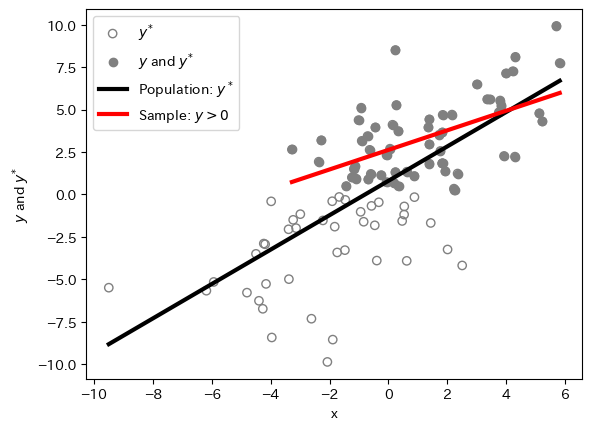 y*
y and y*
Population: y*
Sample: y > 0
y and y*
10.0
7.5
5.0
2.5
0.0
−2.5
−5.0
−7.5
−10.0
−10 −8 −6 −4 −2 0 2 4 6
x